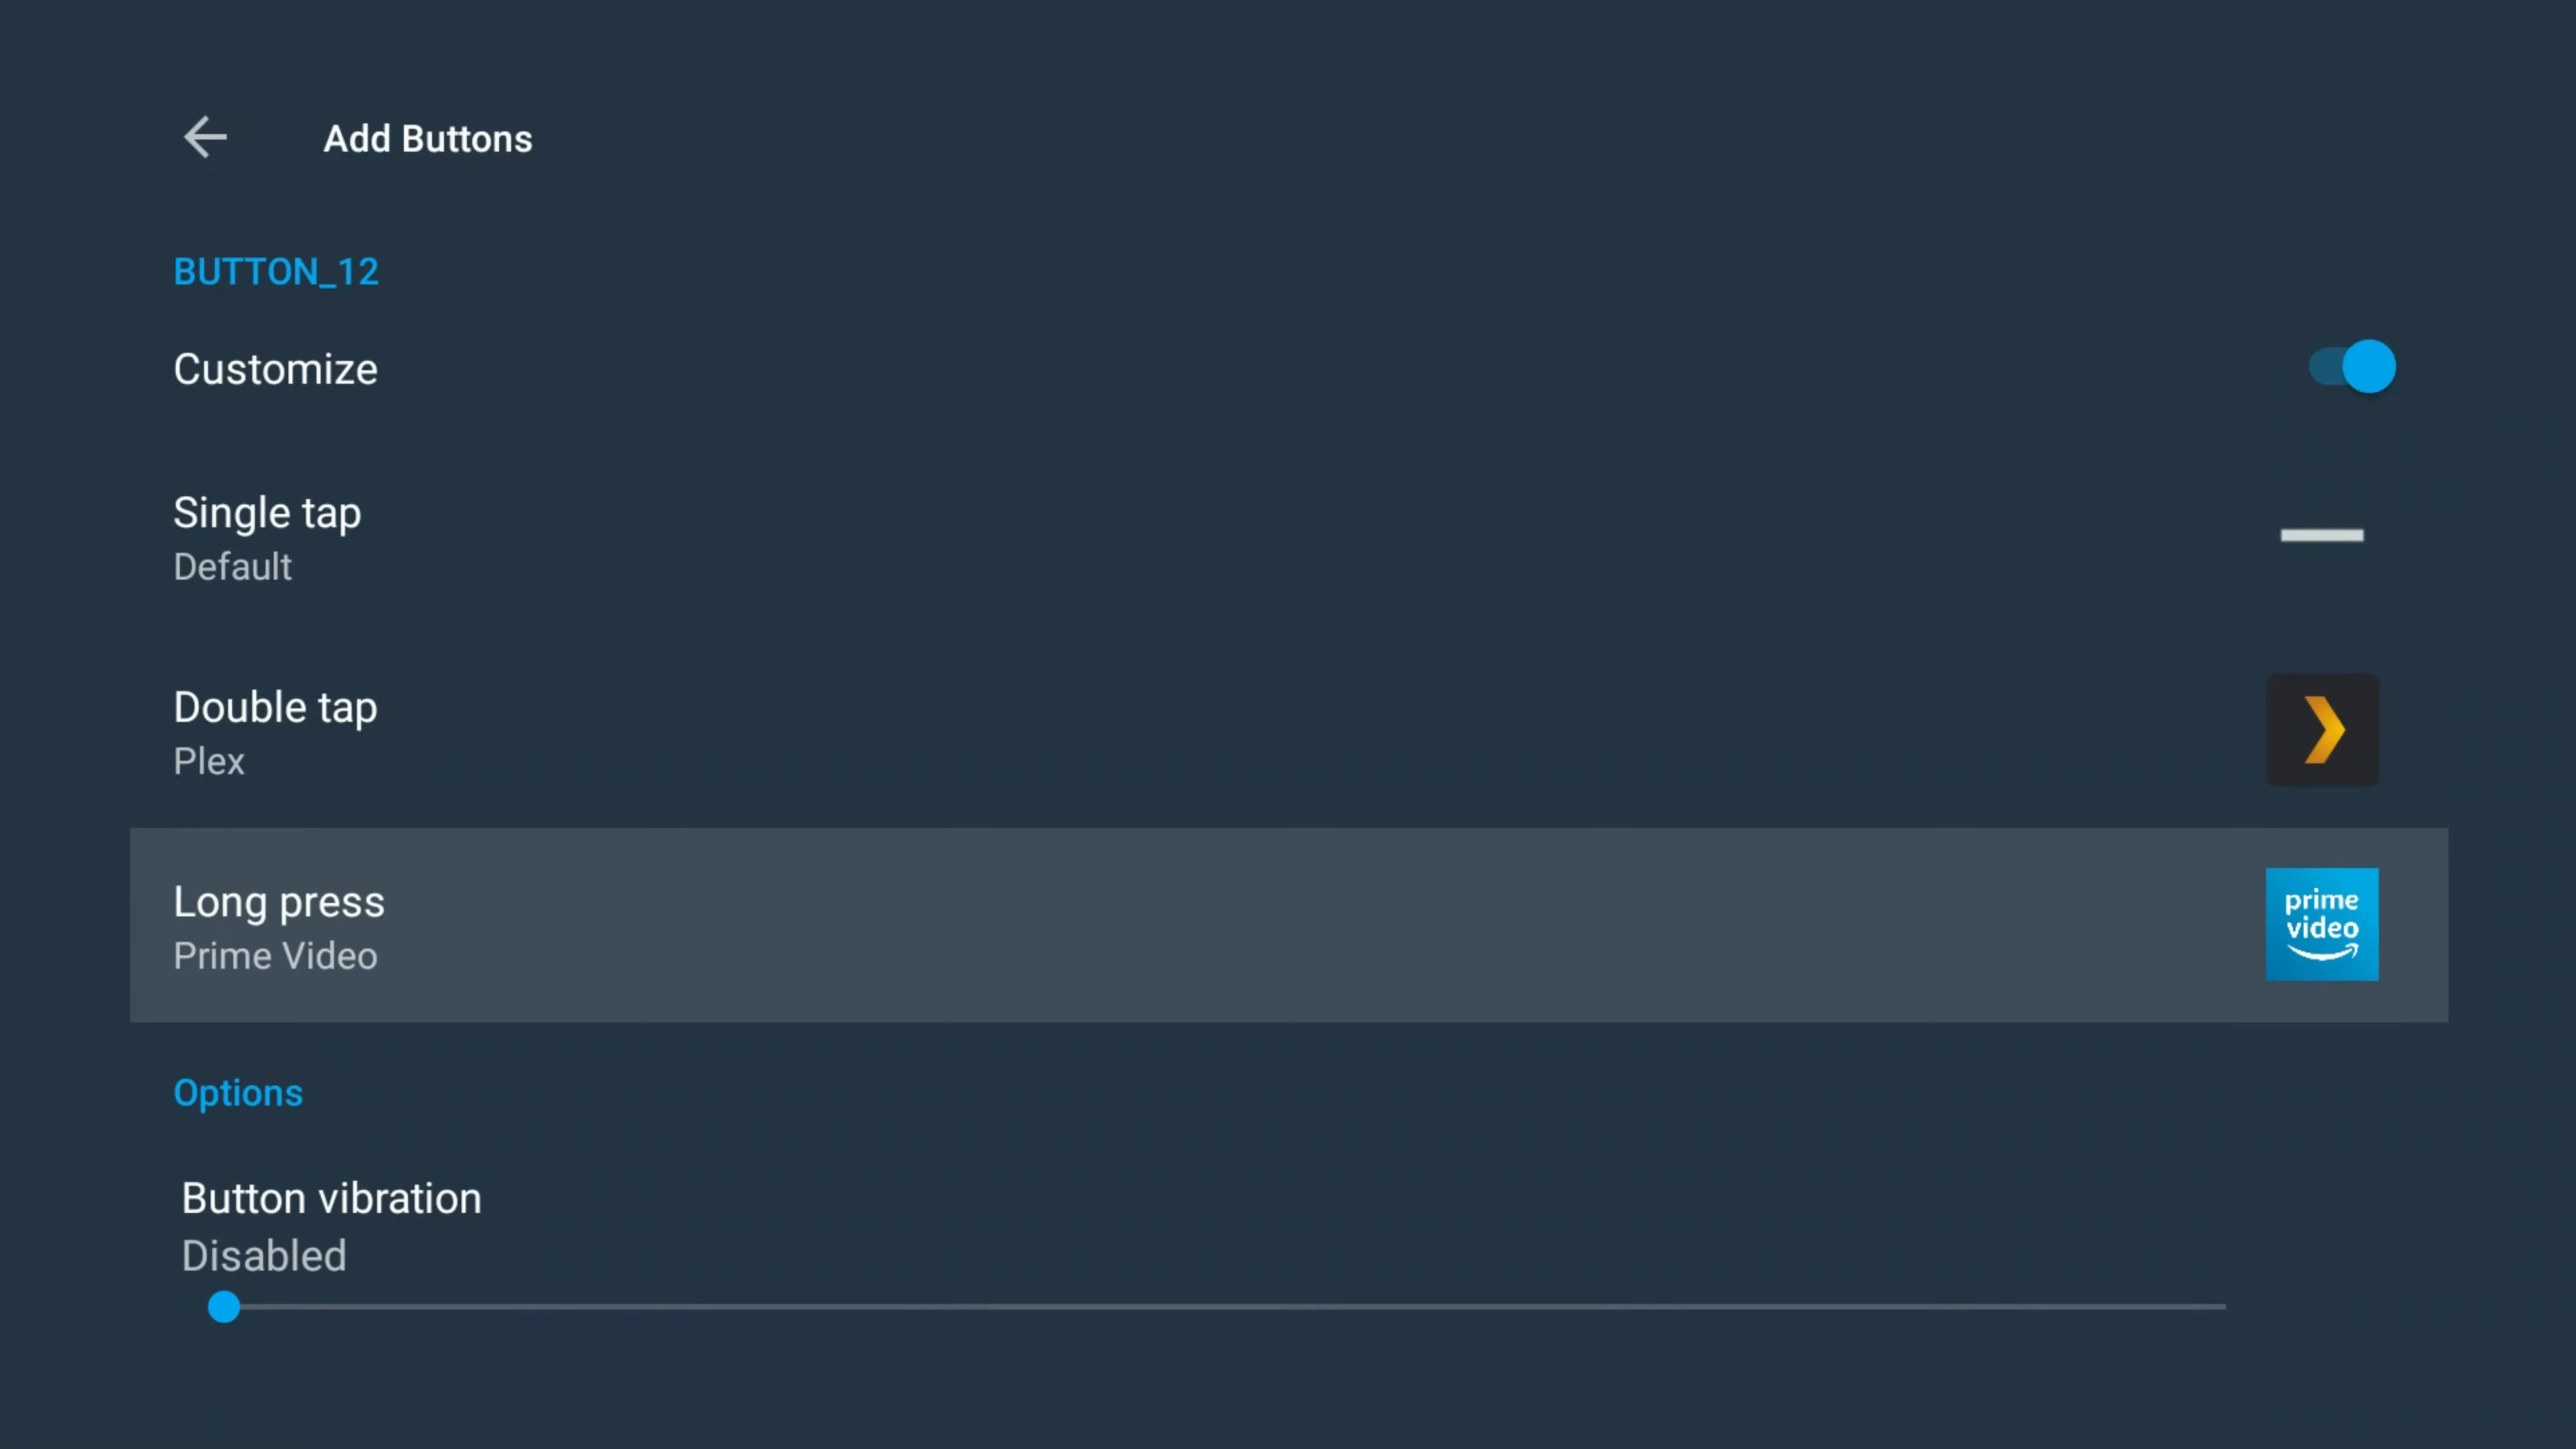 Add Buttons
BUTTON_12
Customize
Single tap
Default
Double tap
Plex
Long press
Prime Video
prime
video
Options
Button vibration
Disabled